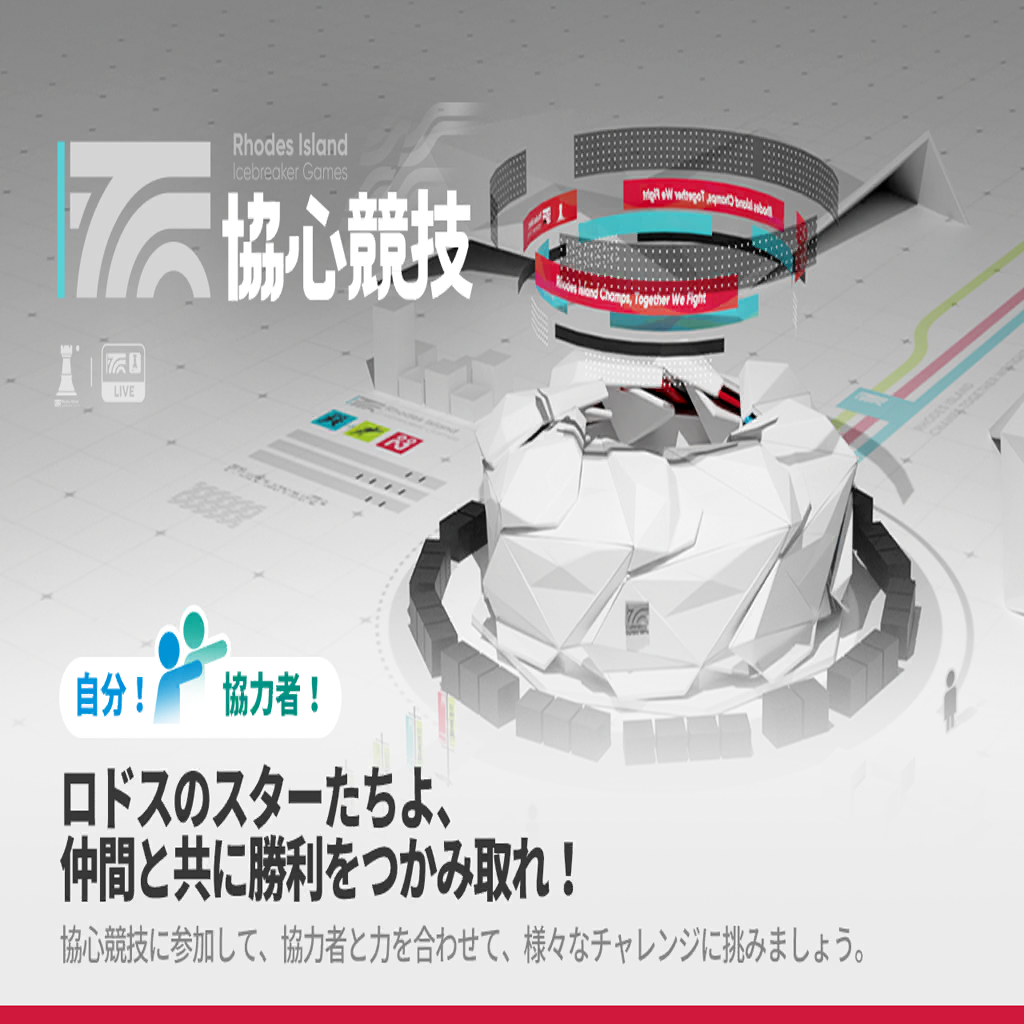 Rhodes Island
Icebreaker Games
協心競技
LIVE
Rhodes Island Champs, Together We Fight
Rhodes Island Champs, Together We Fight
Rhodes Island
RHODES ISLAND
自分！
協力者！
ロドスのスターたちよ、
仲間と共に勝利をつかみ取れ！
協心競技に参加して、協力者と力を合わせて、様々なチャレンジに挑みましょう。